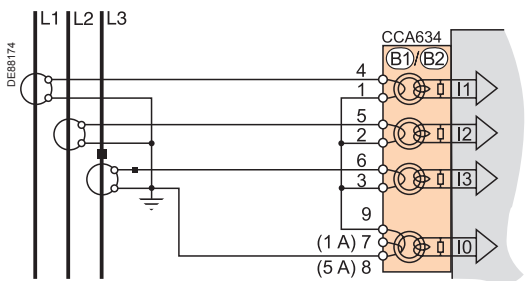 L1 L2 L3
DE88174
CCA634
B1/B2
4
1
I1
5
2
I2
6
3
I3
9
(1 A) 7
(5 A) 8
I0